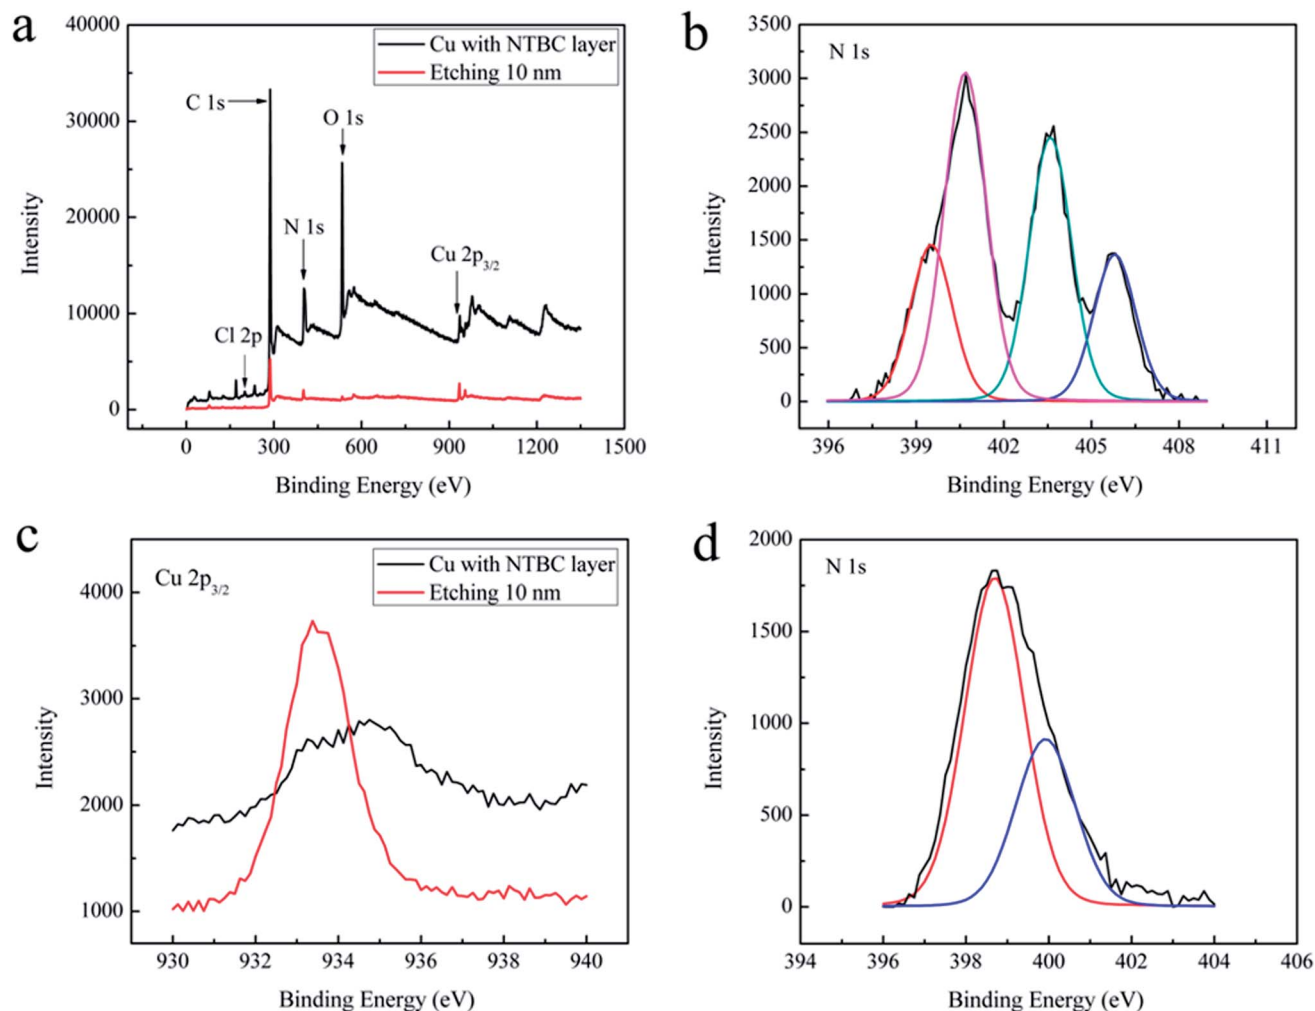 a
40000
30000
20000
10000
0
Intensity
Cu with NTBC layer
Etching 10 nm
C 1s
O 1s
N 1s
Cu 2p3/2
Cl 2p
0 300 600 900 1200 1500
Binding Energy (eV)
b
3500
3000
2500
2000
1500
1000
500
0
Intensity
N 1s
396 399 402 405 408 411
Binding Energy (eV)
c
4000
3000
2000
1000
Intensity
Cu 2p3/2
Cu with NTBC layer
Etching 10 nm
930 932 934 936 938 940
Binding Energy (eV)
d
2000
1500
1000
500
0
Intensity
N 1s
394 396 398 400 402 404 406
Binding Energy (eV)